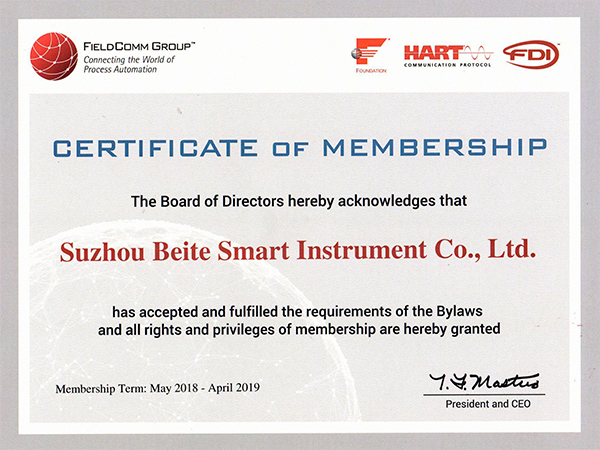 FIELDCOMM GROUP™
Connecting the World of
Process Automation
FOUNDATION
HART
COMMUNICATION PROTOCOL
FDI
CERTIFICATE OF MEMBERSHIP
The Board of Directors hereby acknowledges that
Suzhou Beite Smart Instrument Co., Ltd.
has accepted and fulfilled the requirements of the Bylaws
and all rights and privileges of membership are hereby granted
Membership Term: May 2018 - April 2019
T. F. Masters
President and CEO